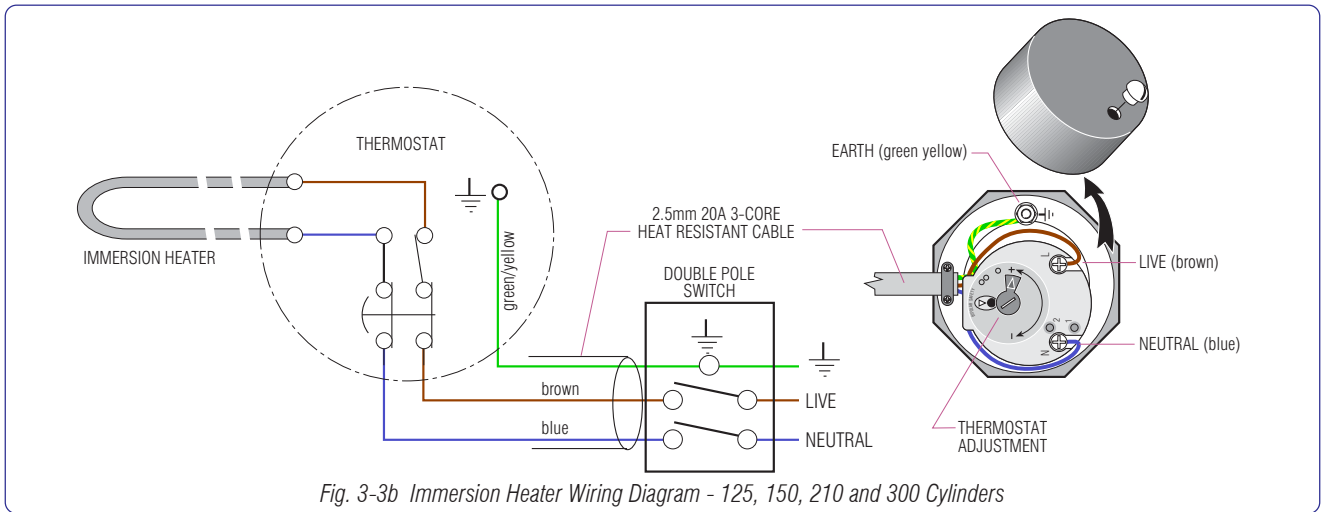 THERMOSTAT
IMMERSION HEATER
green/yellow
2.5mm 20A 3-CORE
HEAT RESISTANT CABLE
DOUBLE POLE
SWITCH
brown
LIVE
blue
NEUTRAL
EARTH (green yellow)
LIVE (brown)
NEUTRAL (blue)
THERMOSTAT
ADJUSTMENT
L
N
2
1
+
–
Fig. 3-3b Immersion Heater Wiring Diagram - 125, 150, 210 and 300 Cylinders